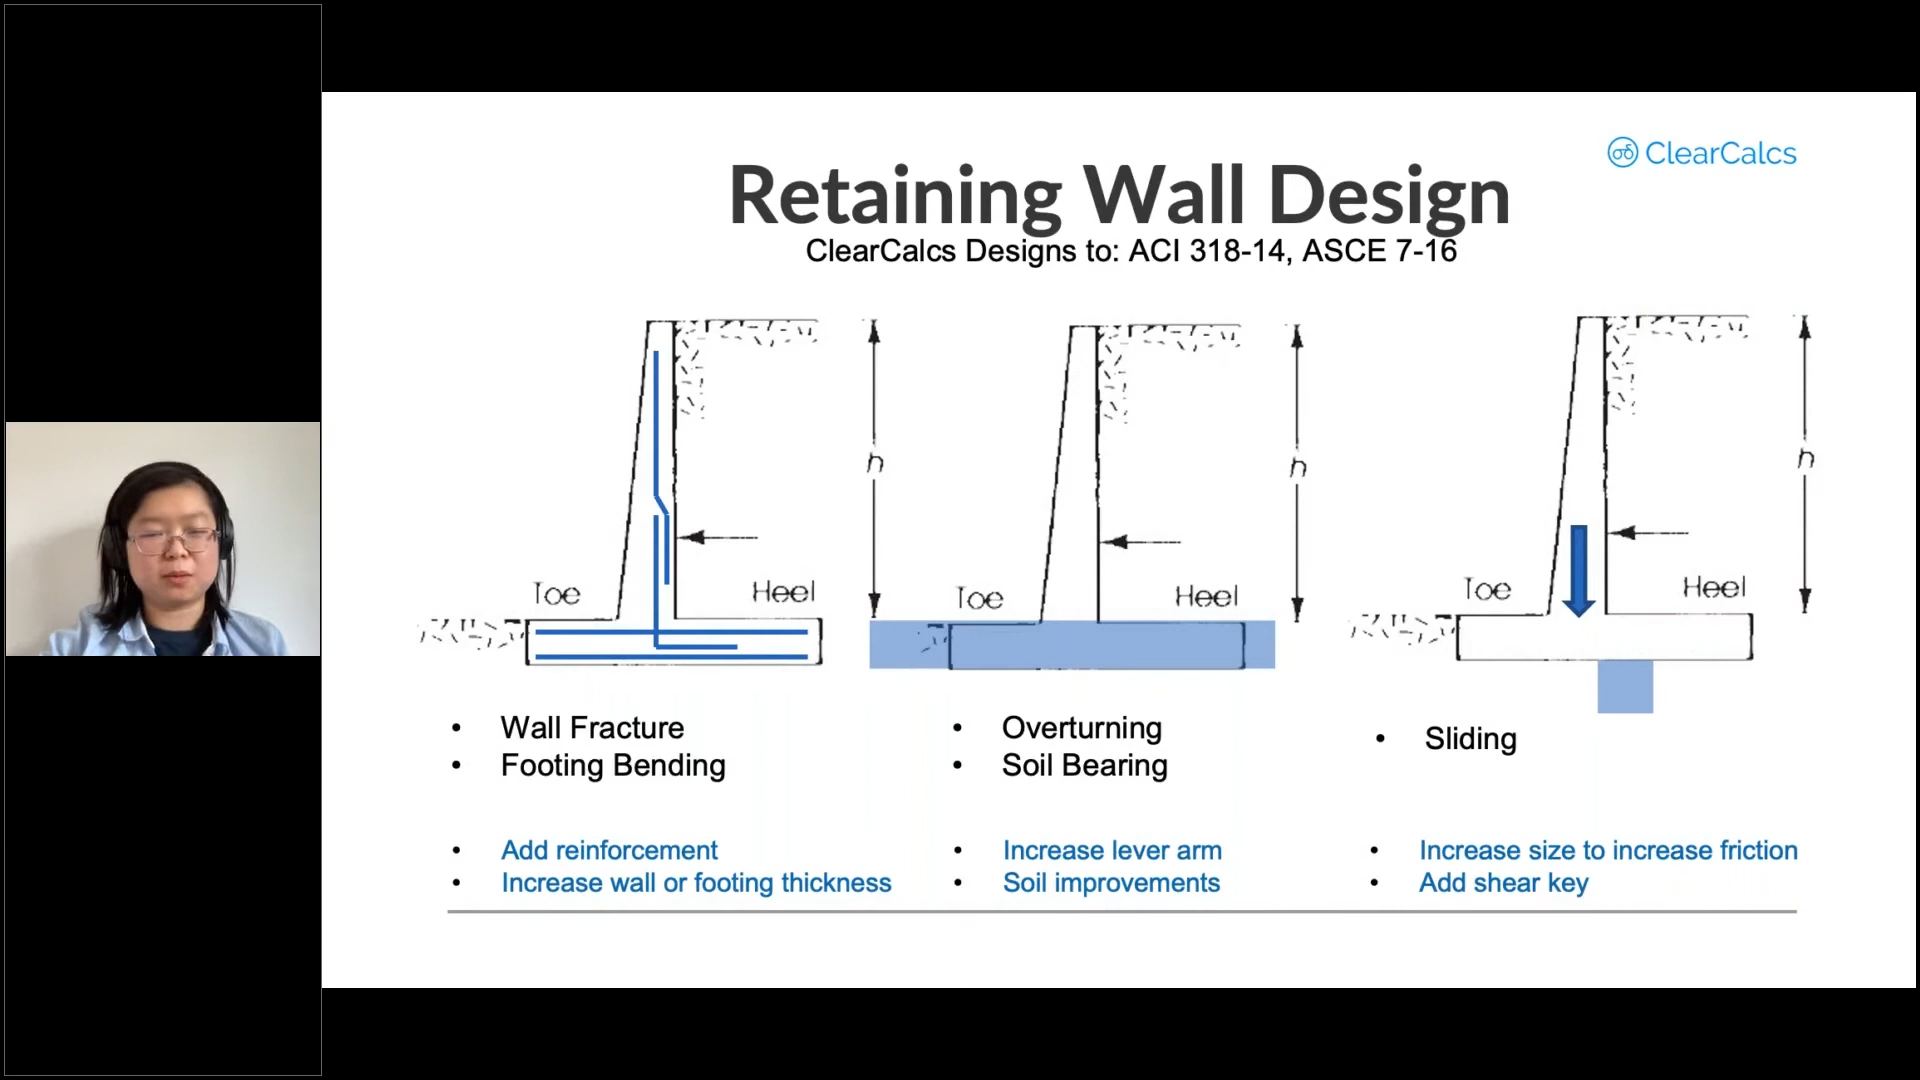 ClearCalcs
Retaining Wall Design
ClearCalcs Designs to: ACI 318-14, ASCE 7-16
h
Toe
Heel
h
Toe
Heel
h
Toe
Heel
• Wall Fracture
• Footing Bending
• Overturning
• Soil Bearing
• Sliding
• Add reinforcement
• Increase wall or footing thickness
• Increase lever arm
• Soil improvements
• Increase size to increase friction
• Add shear key